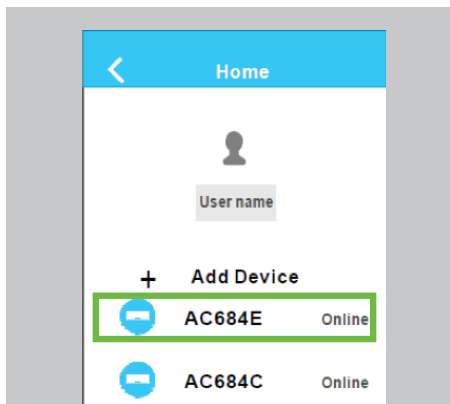 Home
User name
+ Add Device
AC684E Online
AC684C Online